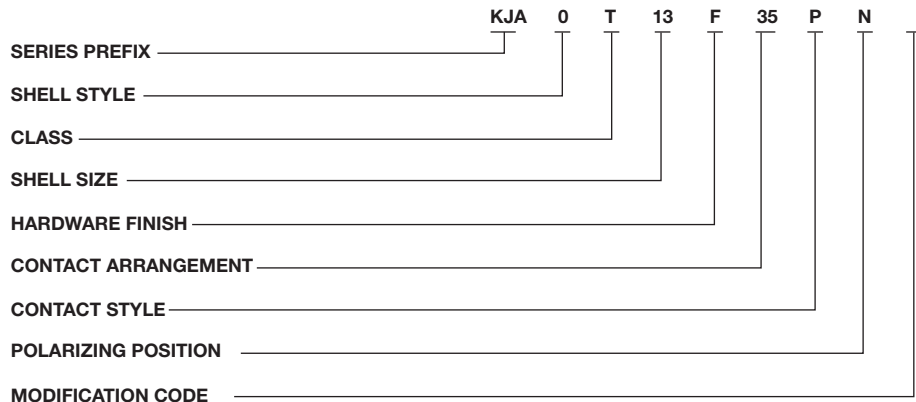 KJA 0 T 13 F 35 P N
SERIES PREFIX
SHELL STYLE
CLASS
SHELL SIZE
HARDWARE FINISH
CONTACT ARRANGEMENT
CONTACT STYLE
POLARIZING POSITION
MODIFICATION CODE